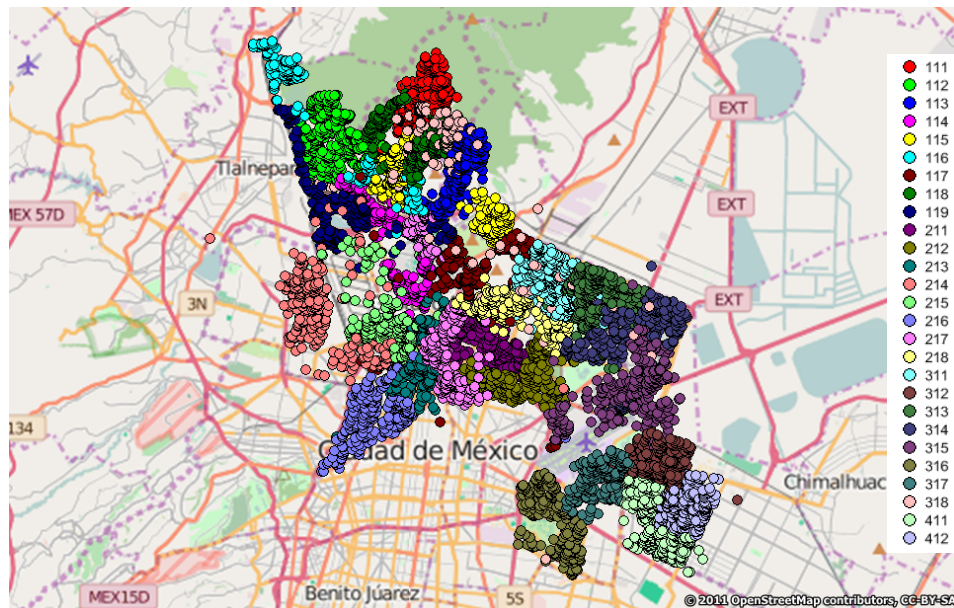 EXT
Tlalnepan
MEX 57D
EXT
3N
EXT
134
Ciudad de México
Chimalhuac
MEX15D
Benito Juárez
5S
© 2011 OpenStreetMap contributors, CC-BY-SA
111
112
113
114
115
116
117
118
119
211
212
213
214
215
216
217
218
311
312
313
314
315
316
317
318
411
412